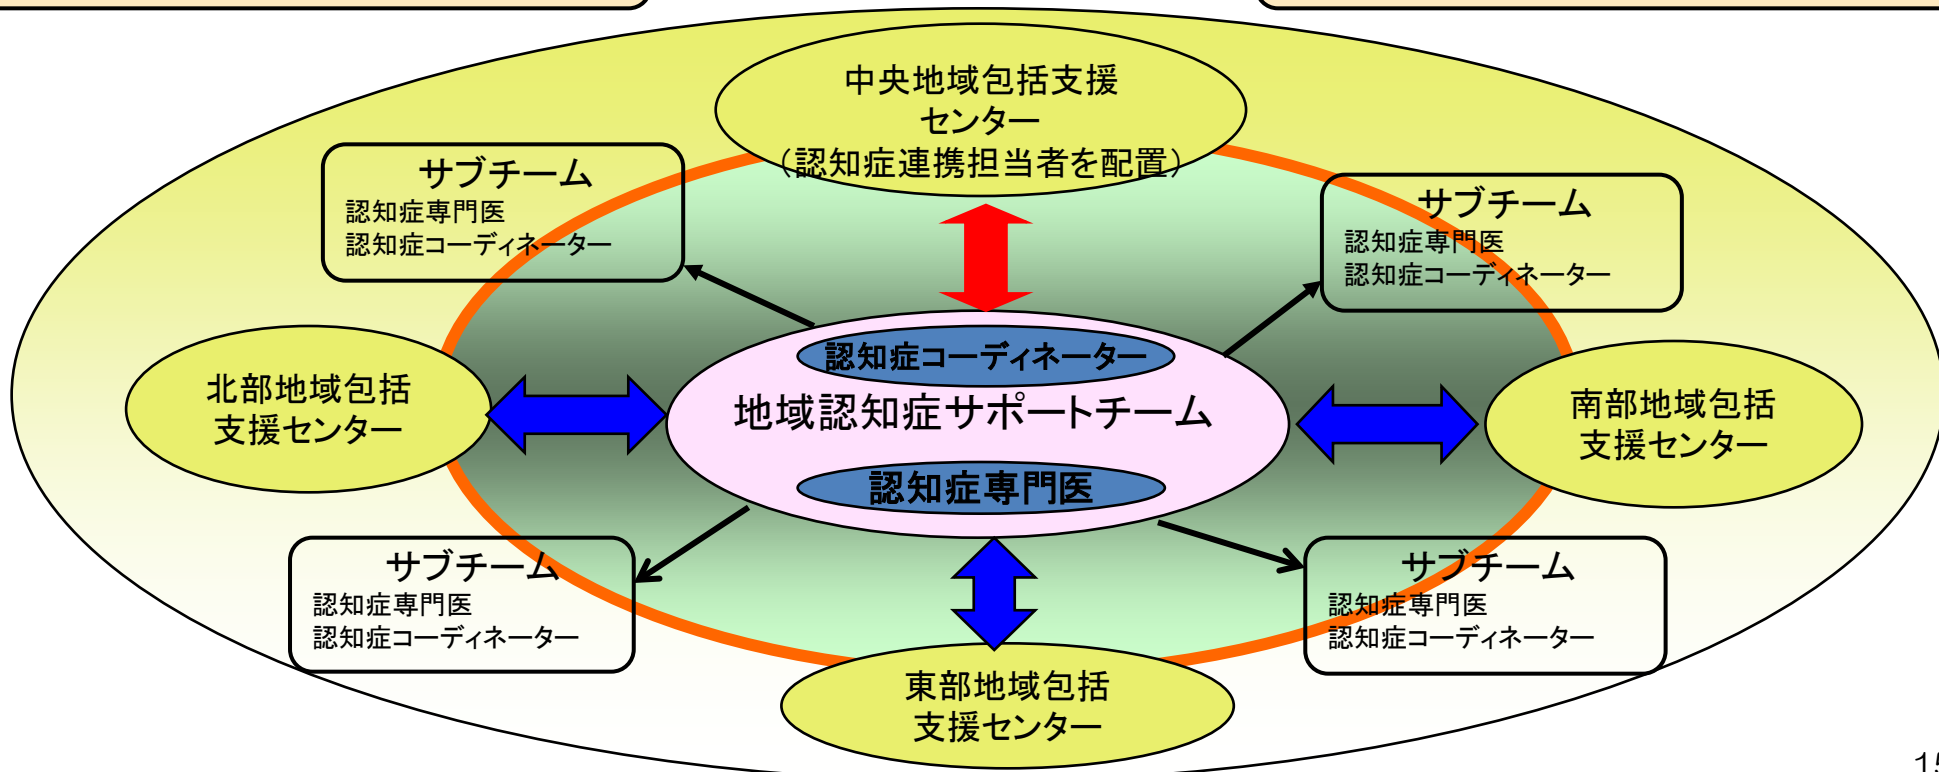 中央地域包括支援
センター
（認知症連携担当者を配置）
サブチーム
認知症専門医
認知症コーディネーター
サブチーム
認知症専門医
認知症コーディネーター
認知症コーディネーター
地域認知症サポートチーム
認知症専門医
北部地域包括
支援センター
南部地域包括
支援センター
サブチーム
認知症専門医
認知症コーディネーター
サブチーム
認知症専門医
認知症コーディネーター
東部地域包括
支援センター